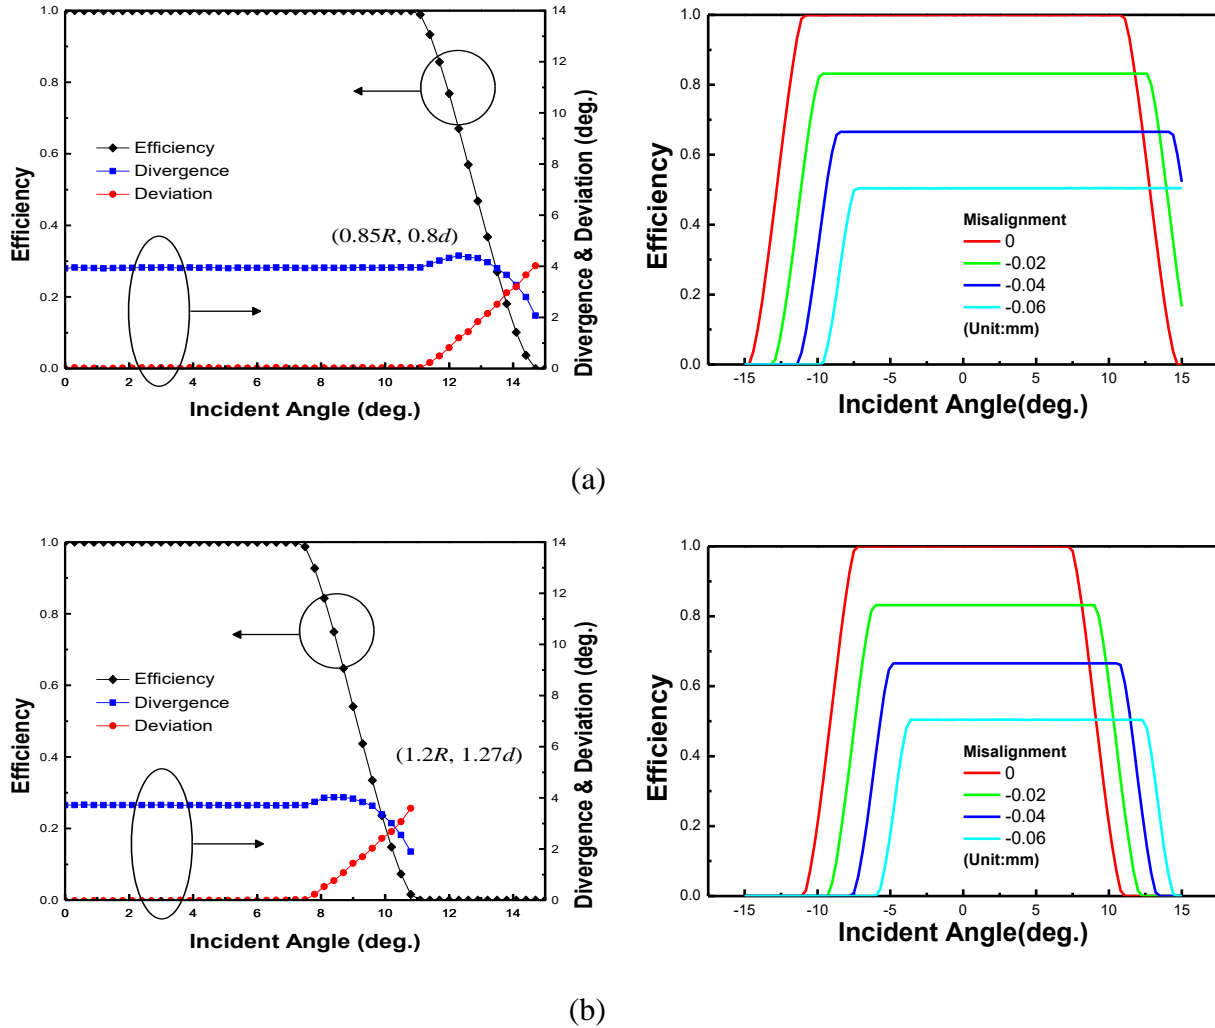 1.0
0.8
0.6
0.4
0.2
0.0
Efficiency
14
12
10
8
6
4
2
0
Divergence & Deviation (deg.)
Efficiency
Divergence
Deviation
(0.85R, 0.8d)
0 2 4 6 8 10 12 14
Incident Angle (deg.)
1.0
0.8
0.6
0.4
0.2
0.0
Efficiency
Misalignment
0
-0.02
-0.04
-0.06
(Unit:mm)
-15 -10 -5 0 5 10 15
Incident Angle(deg.)
(a)
1.0
0.8
0.6
0.4
0.2
0.0
Efficiency
14
12
10
8
6
4
2
0
Divergence & Deviation (deg.)
Efficiency
Divergence
Deviation
(1.2R, 1.27d)
0 2 4 6 8 10 12 14
Incident Angle (deg.)
1.0
0.8
0.6
0.4
0.2
0.0
Efficiency
Misalignment
0
-0.02
-0.04
-0.06
(Unit:mm)
-15 -10 -5 0 5 10 15
Incident Angle(deg.)
(b)